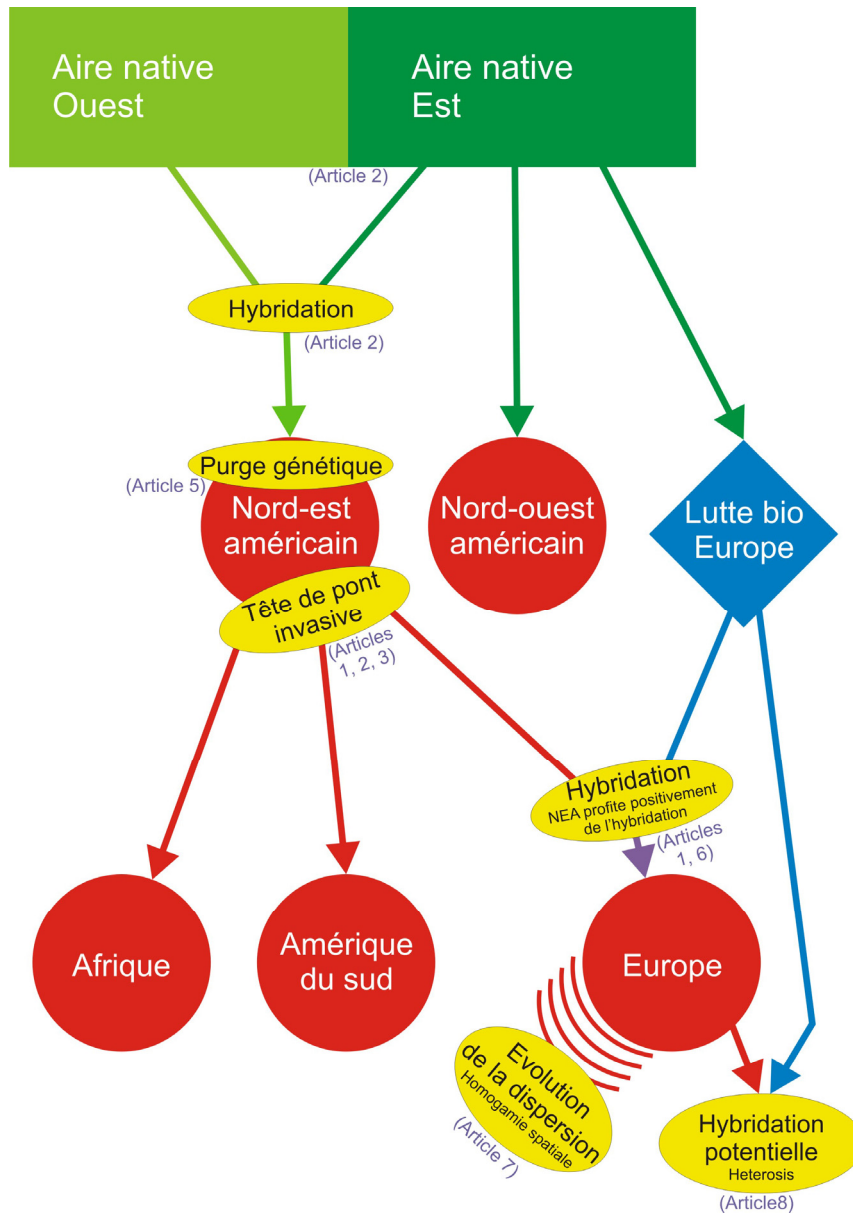 Aire native
Ouest
Aire native
Est
(Article 2)
Hybridation
(Article 2)
Purge génétique
(Article 5)
Nord-est
américain
Nord-ouest
américain
Lutte bio
Europe
Tête de pont
invasive
(Articles
1, 2, 3)
Hybridation
NEA profite positivement
de l'hybridation
(Articles
1, 6)
Afrique
Amérique
du sud
Europe
Evolution
de la dispersion
Homogamie spatiale
(Article 7)
Hybridation
potentielle
Heterosis
(Article8)